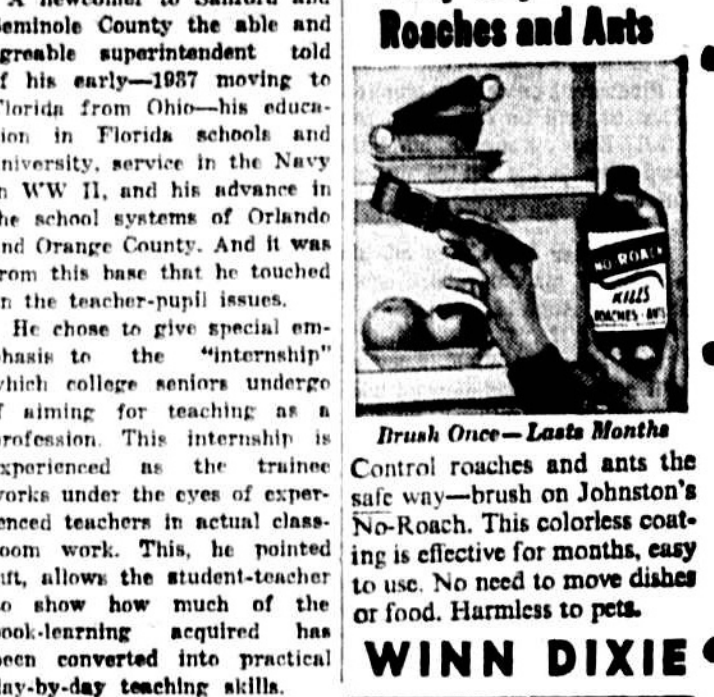 A newcomer to Sanford and
Seminole County the able and
agreable superintendent told
of his early—1937 moving to
Florida from Ohio—his educa-
tion in Florida schools and
University, service in the Navy
in WW II, and his advance in
the school systems of Orlando
and Orange County. And it was
from this base that he touched
on the teacher-pupil issues.
He chose to give special em-
phasis to the "internship"
which college seniors undergo
if aiming for teaching as a
profession. This internship is
experienced as the trainee
works under the eyes of exper-
ienced teachers in actual class-
room work. This, he pointed
out, allows the student-teacher
to show how much of the
book-learning acquired has
been converted into practical
day-by-day teaching skills.
Roaches and Ants
NO-ROACH
KILLS
ROACHES-ANTS
Brush Once—Lasts Months
Control roaches and ants the
safe way—brush on Johnston's
No-Roach. This colorless coat-
ing is effective for months, easy
to use. No need to move dishes
or food. Harmless to pets.
WINN DIXIE